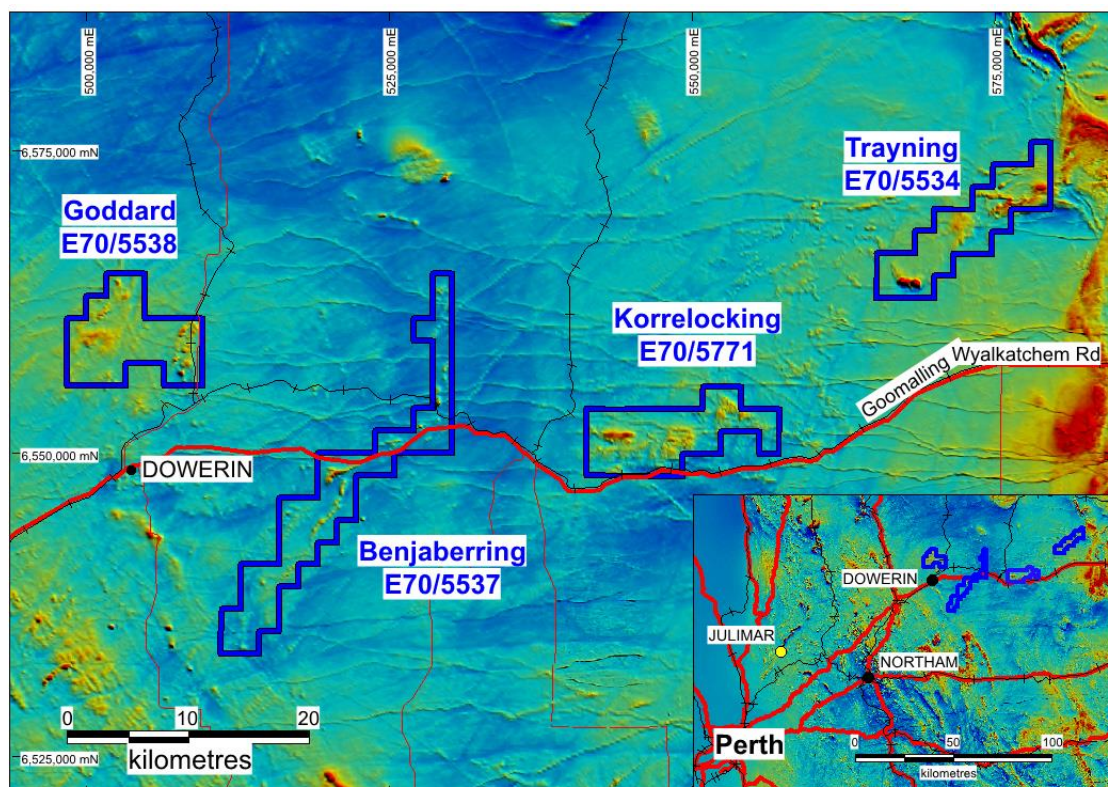 500,000 mE
525,000 mE
550,000 mE
575,000 mE
6,575,000 mN
Trayning
E70/5534
Goddard
E70/5538
Korrelocking
E70/5771
Goomalling Wyalkatchem Rd
6,550,000 mN
DOWERIN
Benjaberring
E70/5537
0 10 20
kilometres
6,525,000 mN
DOWERIN
JULIMAR
NORTHAM
Perth
0 50 100
kilometres